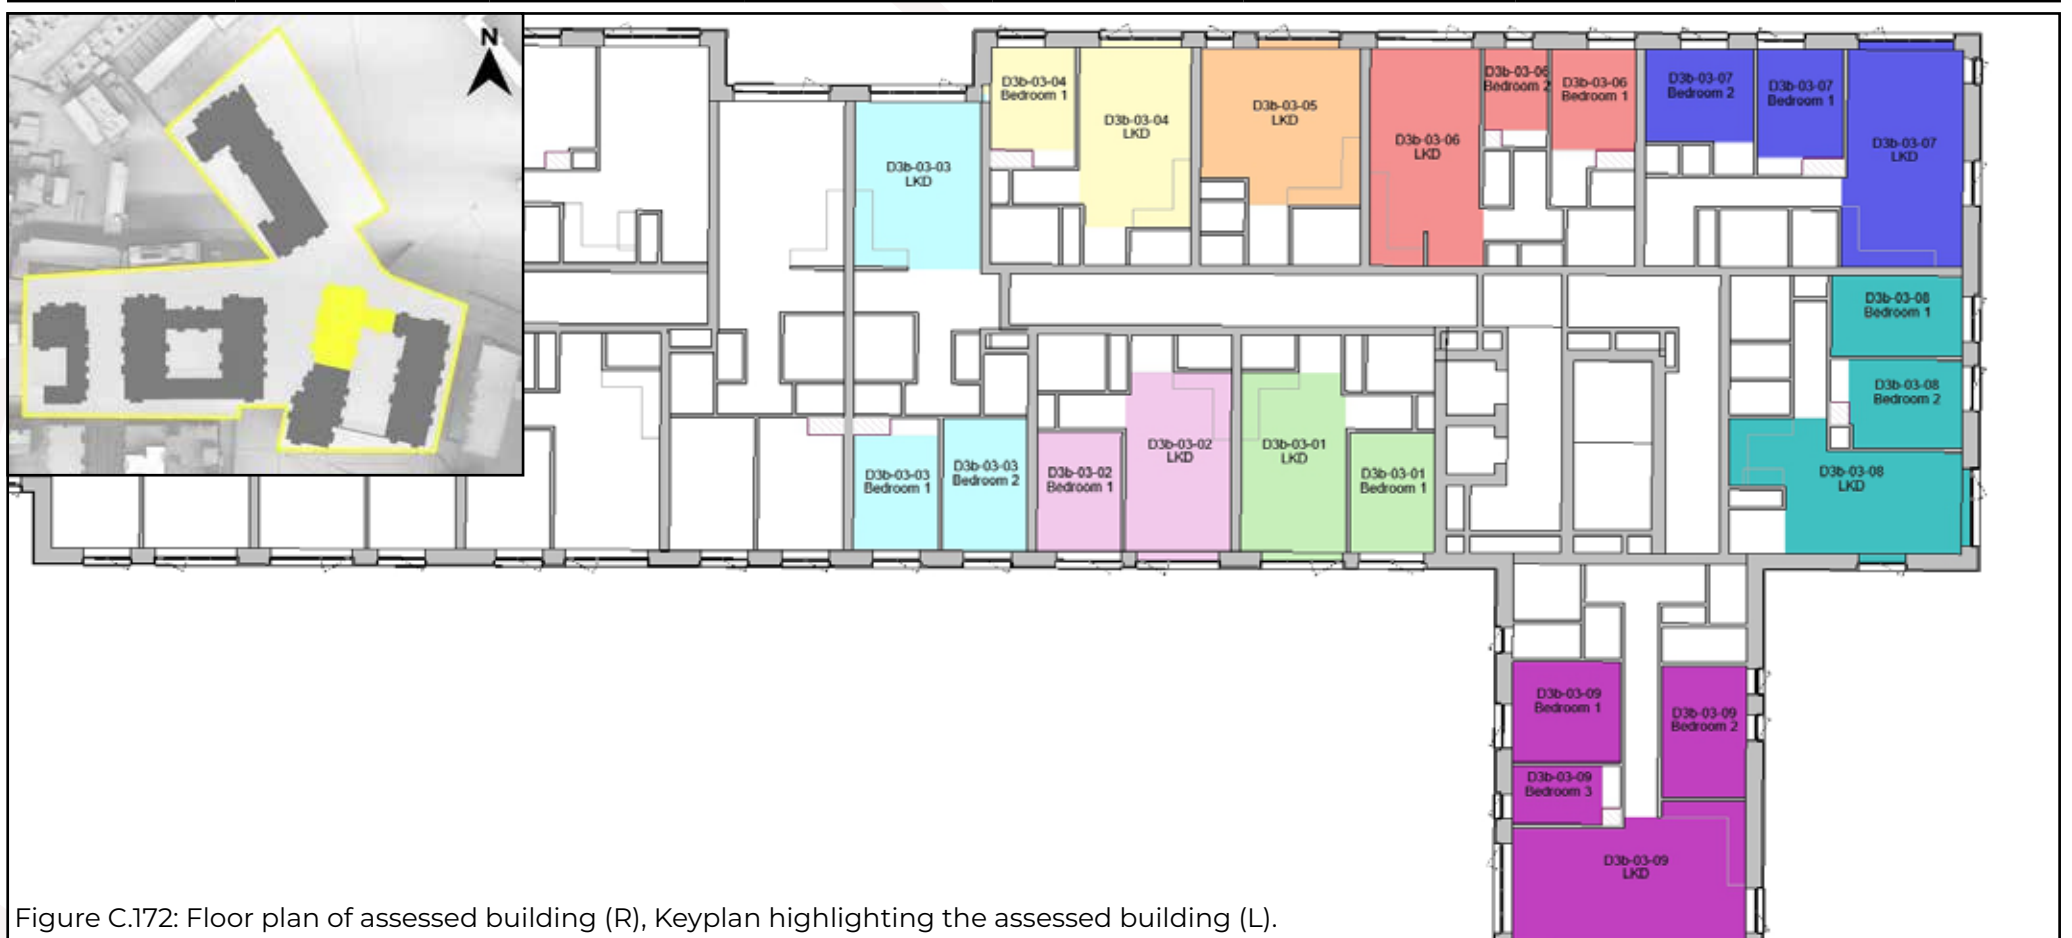 N
D3b-03-04
Bedroom 1
D3b-03-04
LKD
D3b-03-05
LKD
D3b-03-06
LKD
D3b-03-06
Bedroom 2
D3b-03-06
Bedroom 1
D3b-03-07
Bedroom 2
D3b-03-07
Bedroom 1
D3b-03-07
LKD
D3b-03-03
LKD
D3b-03-08
Bedroom 1
D3b-03-08
Bedroom 2
D3b-03-08
LKD
D3b-03-03
Bedroom 1
D3b-03-03
Bedroom 2
D3b-03-02
Bedroom 1
D3b-03-02
LKD
D3b-03-01
LKD
D3b-03-01
Bedroom 1
D3b-03-09
Bedroom 1
D3b-03-09
Bedroom 2
D3b-03-09
Bedroom 3
D3b-03-09
LKD
Figure C.172: Floor plan of assessed building (R), Keyplan highlighting the assessed building (L).